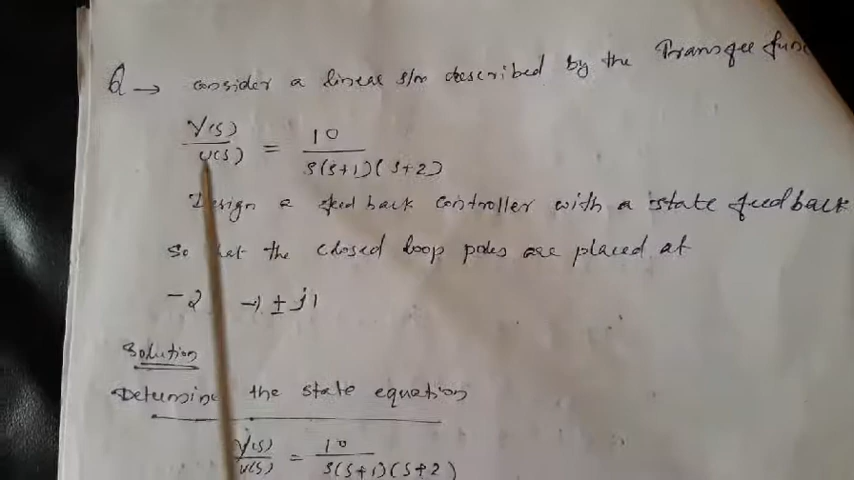 Q → consider a linear s/m described by the Transfer func
Y(s)/U(s) = 10/s(s+1)(s+2)
Design a feed back controller with a state feedback
so that the closed loop poles are placed at
-2, -1 ± j1
Solution
Determine the state equation
Y(s)/U(s) = 10/s(s+1)(s+2)